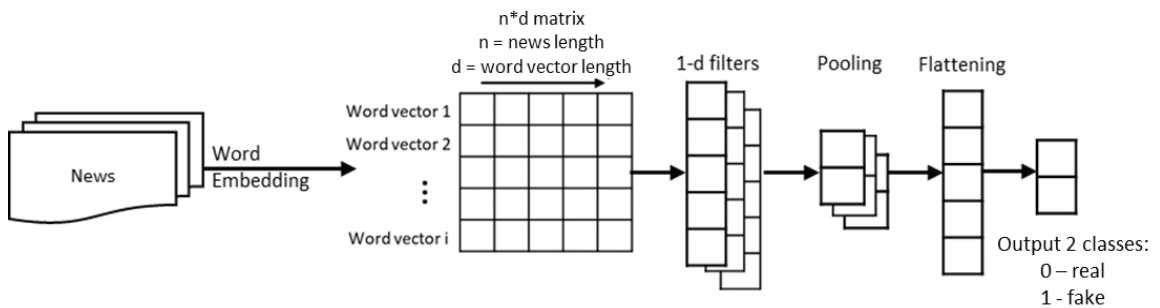 n*d matrix
n = news length
d = word vector length
1-d filters
Pooling
Flattening
Word vector 1
Word vector 2
Word vector i
News
Word
Embedding
Output 2 classes:
0 – real
1 - fake